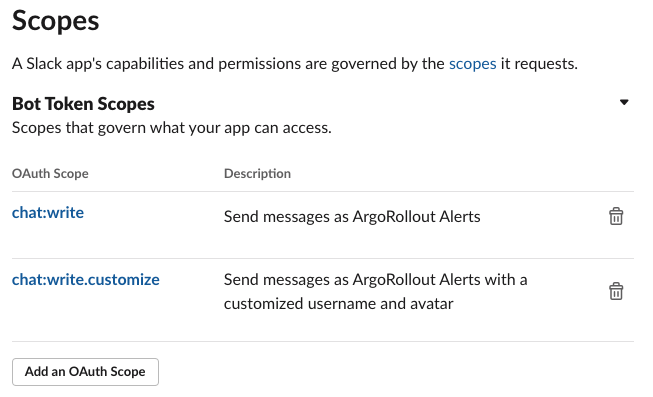 Scopes
A Slack app's capabilities and permissions are governed by the scopes it requests.
Bot Token Scopes
Scopes that govern what your app can access.
OAuth Scope Description
chat:write Send messages as ArgoRollout Alerts
chat:write.customize Send messages as ArgoRollout Alerts with a
customized username and avatar
Add an OAuth Scope